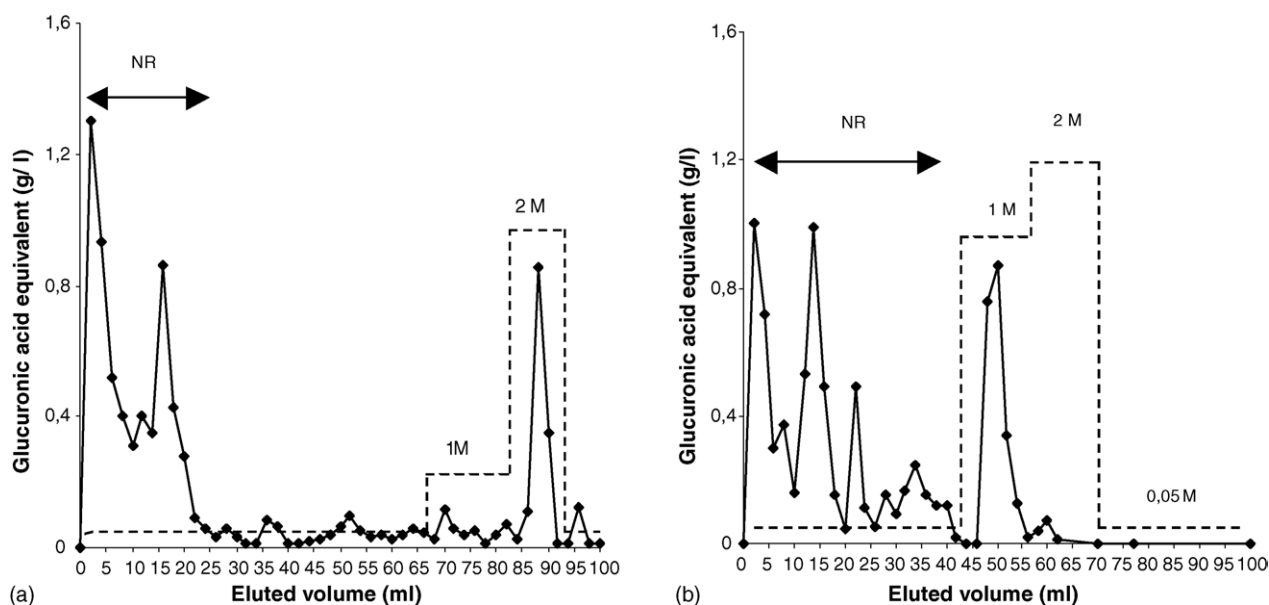 1,6
NR
1,2
2 M
0,8
0,4
1M
0
0 5 10 15 20 25 30 35 40 45 50 55 60 65 70 75 80 85 90 95 100
Glucuronic acid equivalent (g/ l)
(a)
Eluted volume (ml)
1,6
2 M
NR
1,2
1 M
0,8
0,4
0,05 M
0
0 5 10 15 20 25 30 35 40 45 50 55 60 65 70 75 80 85 90 95 100
Glucuronic acid equivalent (g/l)
(b)
Eluted volume (ml)